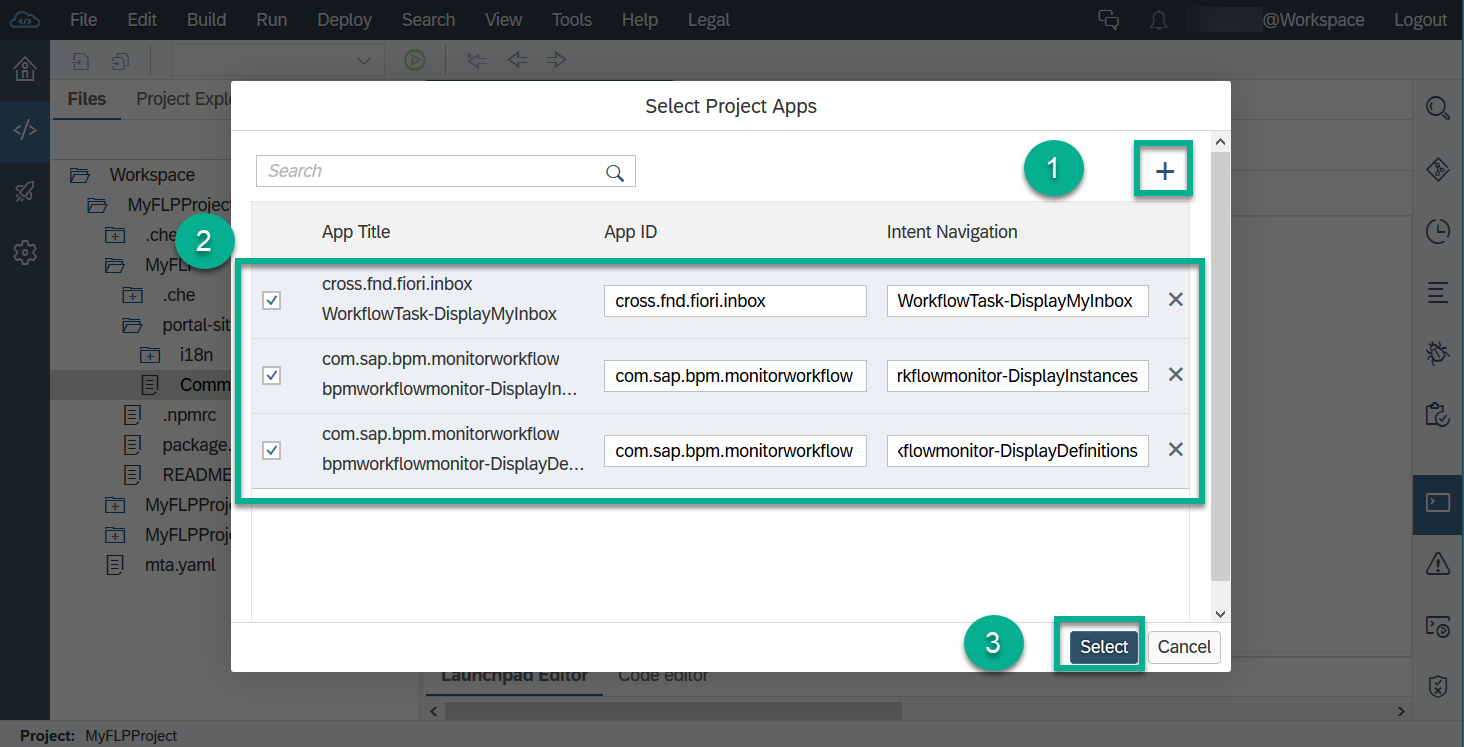 File Edit Build Run Deploy Search View Tools Help Legal @Workspace Logout
Files Project Explo
Select Project Apps
Search
1
+
Workspace
MyFLPProject
.che
2
MyFLP
.che
portal-sit
i18n
Comm
.npmrc
package.
README
MyFLPProj
MyFLPProj
mta.yaml
App Title App ID Intent Navigation
cross.fnd.fiori.inbox
WorkflowTask-DisplayMyInbox
cross.fnd.fiori.inbox
WorkflowTask-DisplayMyInbox
com.sap.bpm.monitorworkflow
bpmworkflowmonitor-DisplayIn...
com.sap.bpm.monitorworkflow
rkflowmonitor-DisplayInstances
com.sap.bpm.monitorworkflow
bpmworkflowmonitor-DisplayDe...
com.sap.bpm.monitorworkflow
kflowmonitor-DisplayDefinitions
3
Select Cancel
Launchpad Editor Code editor
Project: MyFLPProject